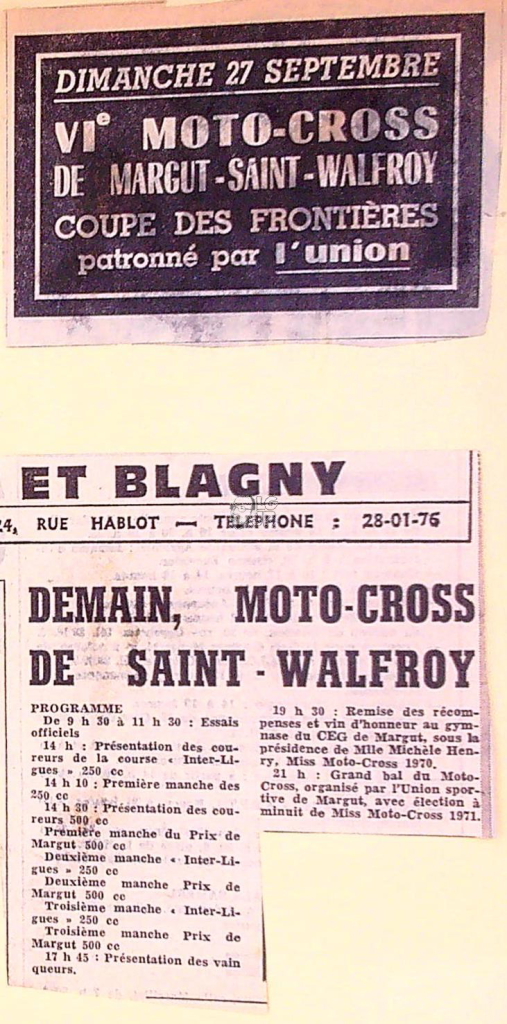 DIMANCHE 27 SEPTEMBRE
VIe MOTO-CROSS
DE MARGUT-SAINT-WALFROY
COUPE DES FRONTIÈRES
patronné par l'union
ET BLAGNY
24, RUE HABLOT — TELEPHONE : 28-01-76
DEMAIN, MOTO-CROSS
DE SAINT-WALFROY
PROGRAMME
De 9 h 30 à 11 h 30 : Essais
officiels
14 h : Présentation des cou-
reurs de la course « Inter-Li-
gues » 250 cc
14 h 10 : Première manche des
250 cc
14 h 30 : Présentation des cou-
reurs 500 cc
Première manche du Prix de
Margut 500 cc
Deuxième manche « Inter-Li-
gues » 250 cc
Deuxième manche Prix de
Margut 500 cc
Troisième manche « Inter-Li-
gues » 250 cc
Troisième manche Prix de
Margut 500 cc
17 h 45 : Présentation des vain
queurs.
19 h 30 : Remise des récom-
penses et vin d'honneur au gym-
nase du CEG de Margut, sous la
présidence de Mlle Michèle Hen-
ry, Miss Moto-Cross 1970.
21 h : Grand bal du Moto-
Cross, organisé par l'Union spor-
tive de Margut, avec élection à
minuit de Miss Moto-Cross 1971.